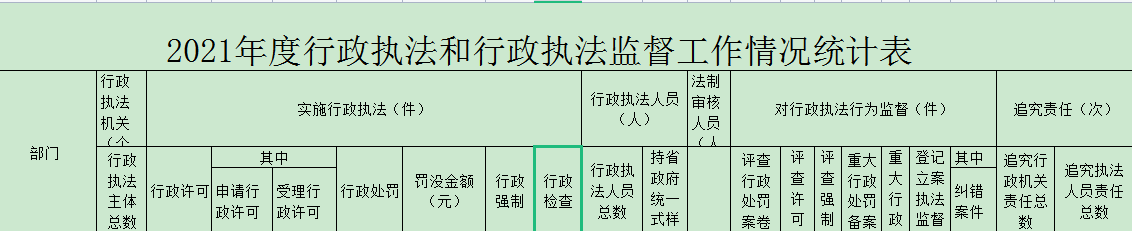 2021年度行政执法和行政执法监督工作情况统计表
部门
行政
执法
机关
（个
实施行政执法（件）
行政执法人员
（人）
法制
审核
人员
（人
对行政执法行为监督（件）
追究责任（次）
行政
执法
主体
总数
行政许可
其中
申请行
政许可
受理行
政许可
行政处罚
罚没金额
（元）
行政
强制
行政
检查
行政执
法人员
总数
持省
政府
统一
式样
评查
行政
处罚
案卷
评
查
许可
评
查
强制
重大
行政
处罚
备案
重
大
行政
登记
立案
执法
监督
其中
纠错
案件
追究行
政机关
责任总
数
追究执法
人员责任
总数